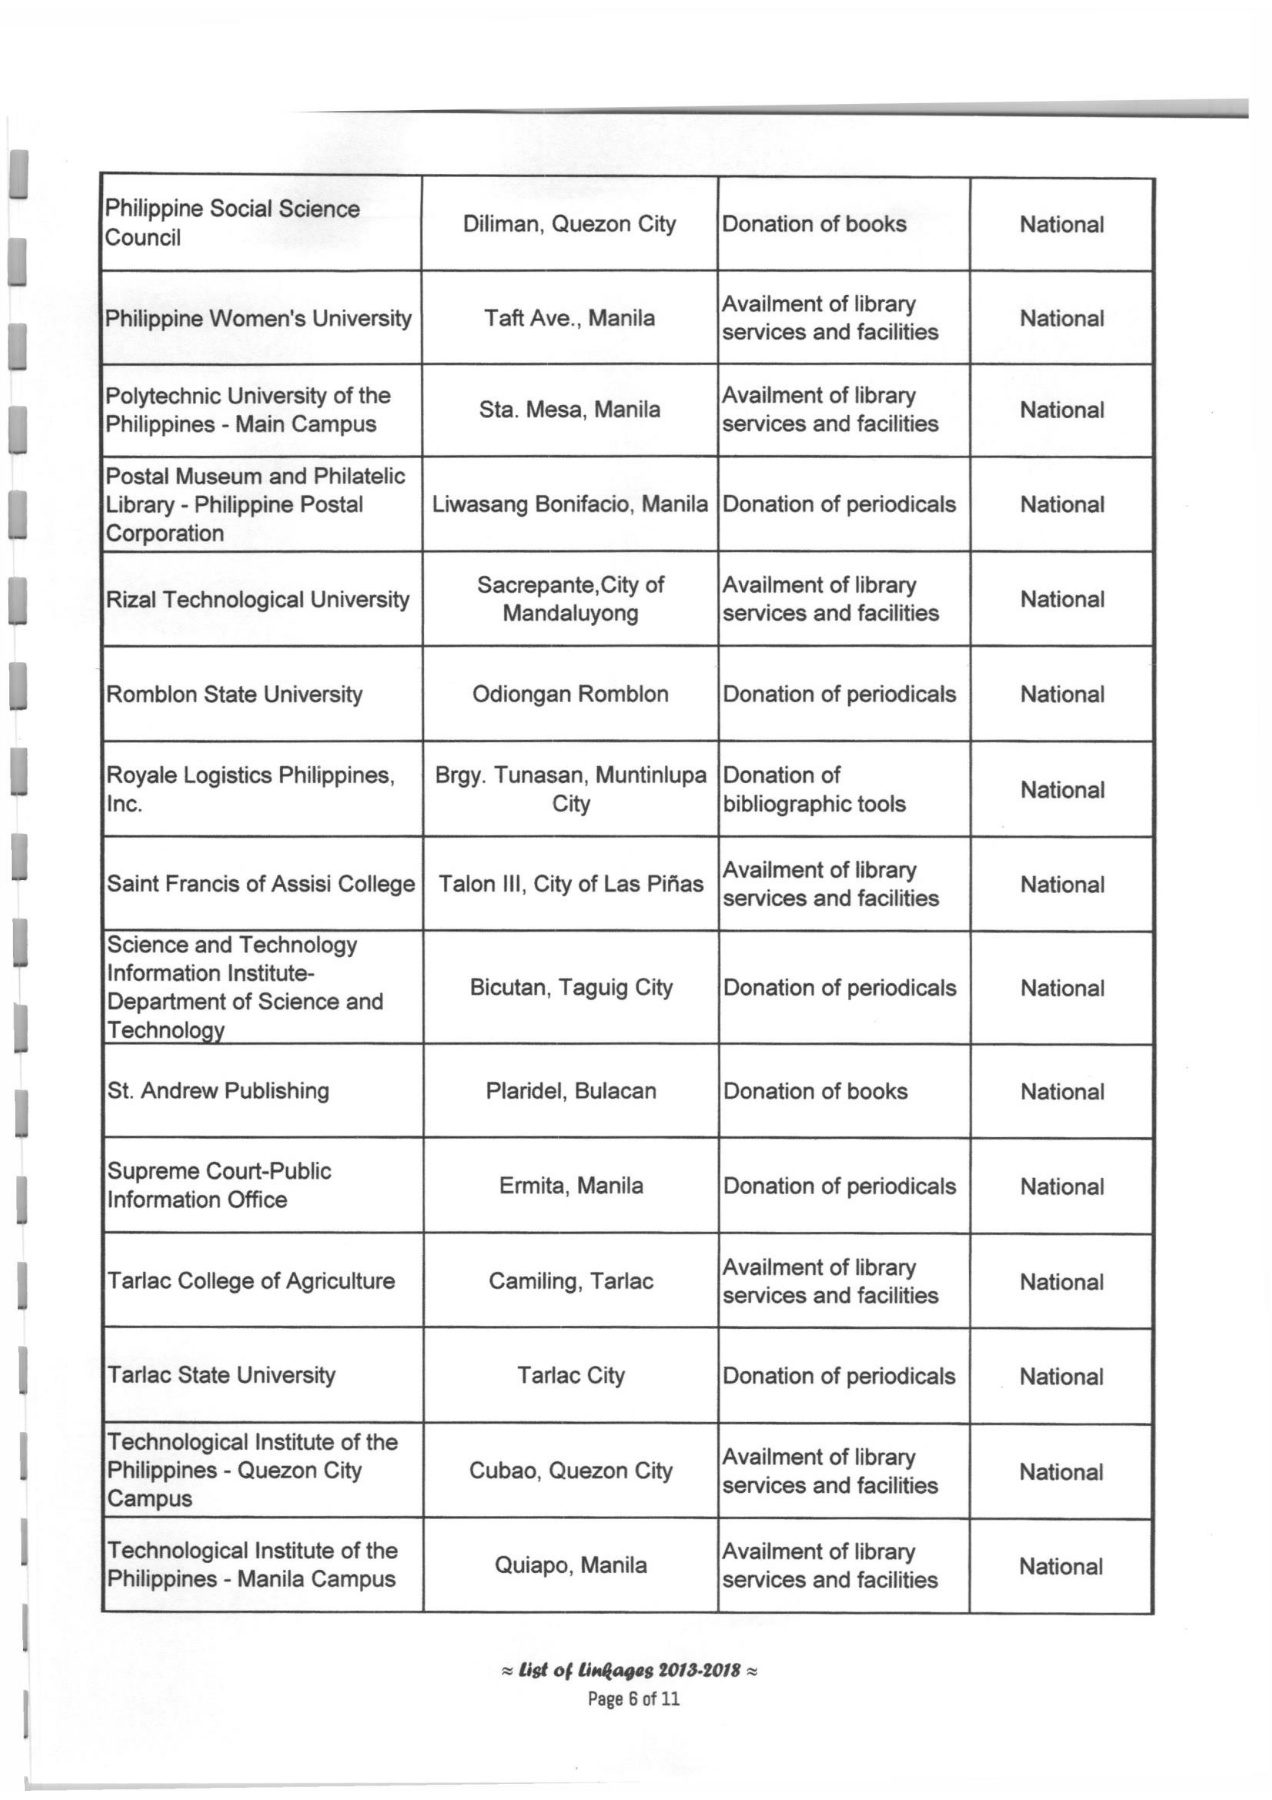 Philippine Social Science
Council
Diliman, Quezon City
Donation of books
National
Philippine Women's University
Taft Ave., Manila
Availment of library
services and facilities
National
Polytechnic University of the
Philippines - Main Campus
Sta. Mesa, Manila
Availment of library
services and facilities
National
Postal Museum and Philatelic
Library - Philippine Postal
Corporation
Liwasang Bonifacio, Manila
Donation of periodicals
National
Rizal Technological University
Sacrepante,City of
Mandaluyong
Availment of library
services and facilities
National
Romblon State University
Odiongan Romblon
Donation of periodicals
National
Royale Logistics Philippines,
Inc.
Brgy. Tunasan, Muntinlupa
City
Donation of
bibliographic tools
National
Saint Francis of Assisi College
Talon III, City of Las Piñas
Availment of library
services and facilities
National
Science and Technology
Information Institute-
Department of Science and
Technology
Bicutan, Taguig City
Donation of periodicals
National
St. Andrew Publishing
Plaridel, Bulacan
Donation of books
National
Supreme Court-Public
Information Office
Ermita, Manila
Donation of periodicals
National
Tarlac College of Agriculture
Camiling, Tarlac
Availment of library
services and facilities
National
Tarlac State University
Tarlac City
Donation of periodicals
National
Technological Institute of the
Philippines - Quezon City
Campus
Cubao, Quezon City
Availment of library
services and facilities
National
Technological Institute of the
Philippines - Manila Campus
Quiapo, Manila
Availment of library
services and facilities
National
≈ List of Linkages 2013-2018 ≈
Page 6 of 11